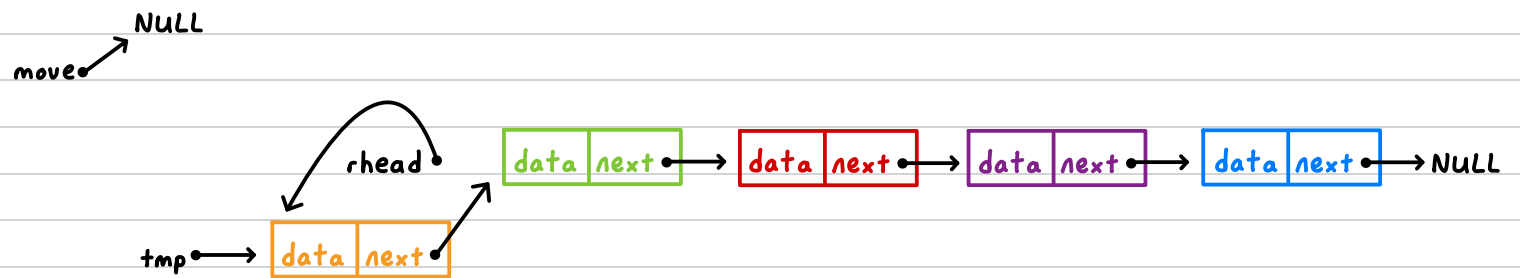 NULL
move
rhead data next data next data next data next NULL
tmp data next